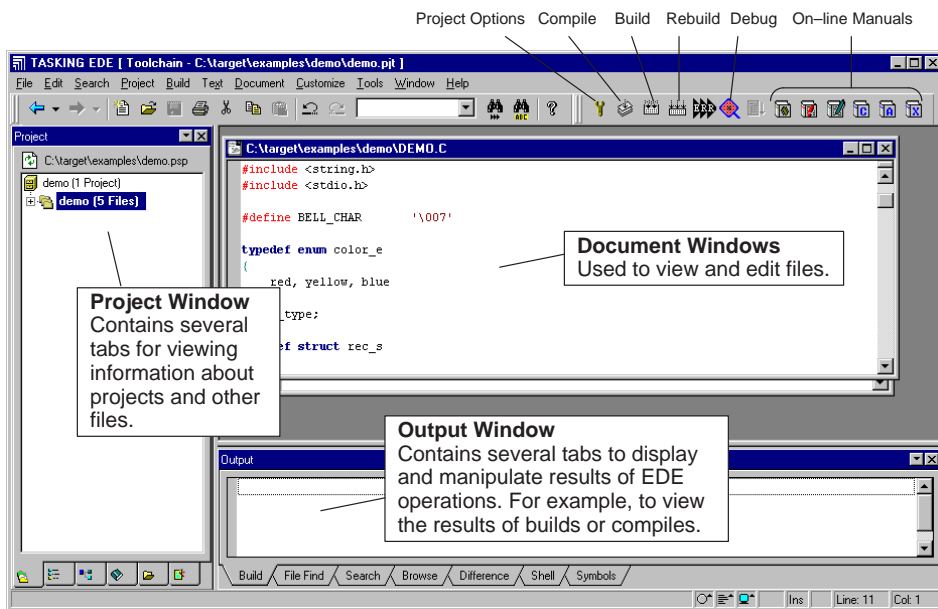 Project Options Compile Build Rebuild Debug On–line Manuals
TASKING EDE [ Toolchain - C:\target\examples\demo\demo.pjt ]
File Edit Search Project Build Text Document Customize Tools Window Help
Project
C:\target\examples\demo.psp
demo (1 Project)
demo (5 Files)
C:\target\examples\demo\DEMO.C
#include <string.h>
#include <stdio.h>
#define BELL_CHAR '\007'
typedef enum color_e
{
red, yellow, blue
_type;
ef struct rec_s
Document Windows
Used to view and edit files.
Project Window
Contains several
tabs for viewing
information about
projects and other
files.
Output Window
Contains several tabs to display
and manipulate results of EDE
operations. For example, to view
the results of builds or compiles.
Output
Build File Find Search Browse Difference Shell Symbols
Ins Line: 11 Col: 1